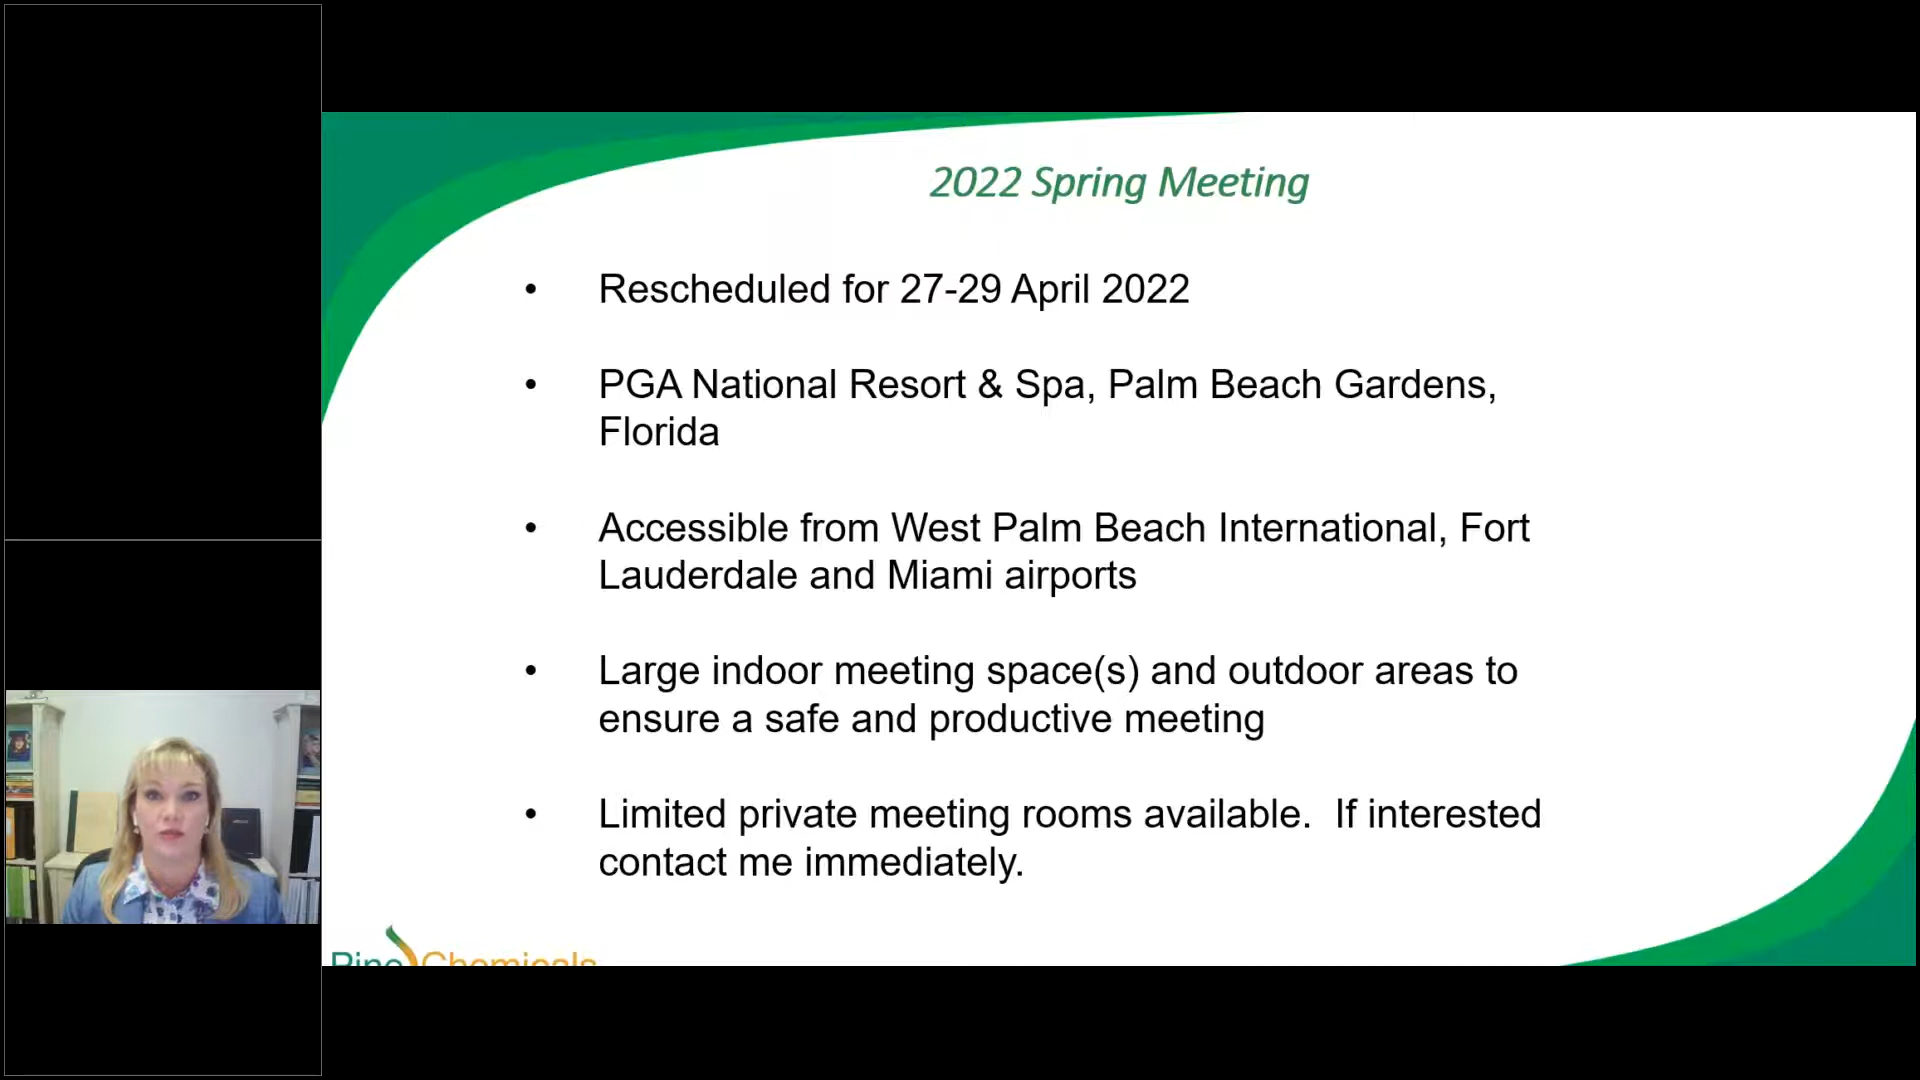 2022 Spring Meeting
• Rescheduled for 27-29 April 2022
• PGA National Resort & Spa, Palm Beach Gardens,
Florida
• Accessible from West Palm Beach International, Fort
Lauderdale and Miami airports
• Large indoor meeting space(s) and outdoor areas to
ensure a safe and productive meeting
• Limited private meeting rooms available.  If interested
contact me immediately.
Pine Chemicals